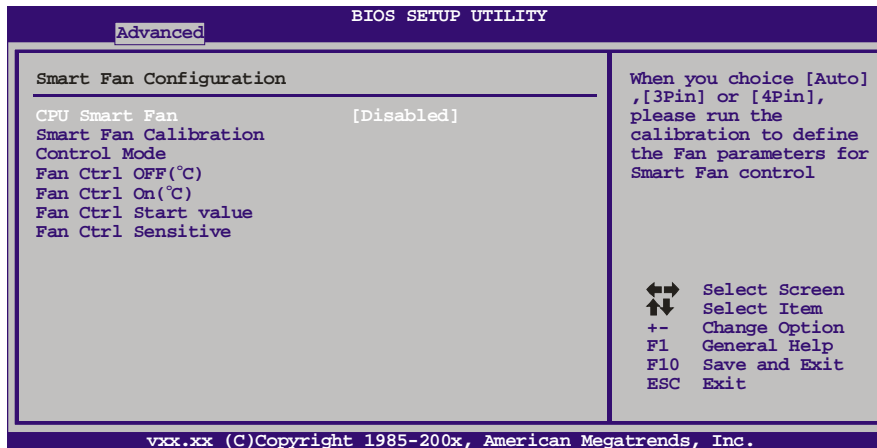 BIOS SETUP UTILITY
Advanced
Smart Fan Configuration
CPU Smart Fan [Disabled]
Smart Fan Calibration
Control Mode
Fan Ctrl OFF(℃)
Fan Ctrl On(℃)
Fan Ctrl Start value
Fan Ctrl Sensitive
When you choice [Auto]
,[3Pin] or [4Pin],
please run the
calibration to define
the Fan parameters for
Smart Fan control
Select Screen
Select Item
+- Change Option
F1 General Help
F10 Save and Exit
ESC Exit
vxx.xx (C)Copyright 1985-200x, American Megatrends, Inc.